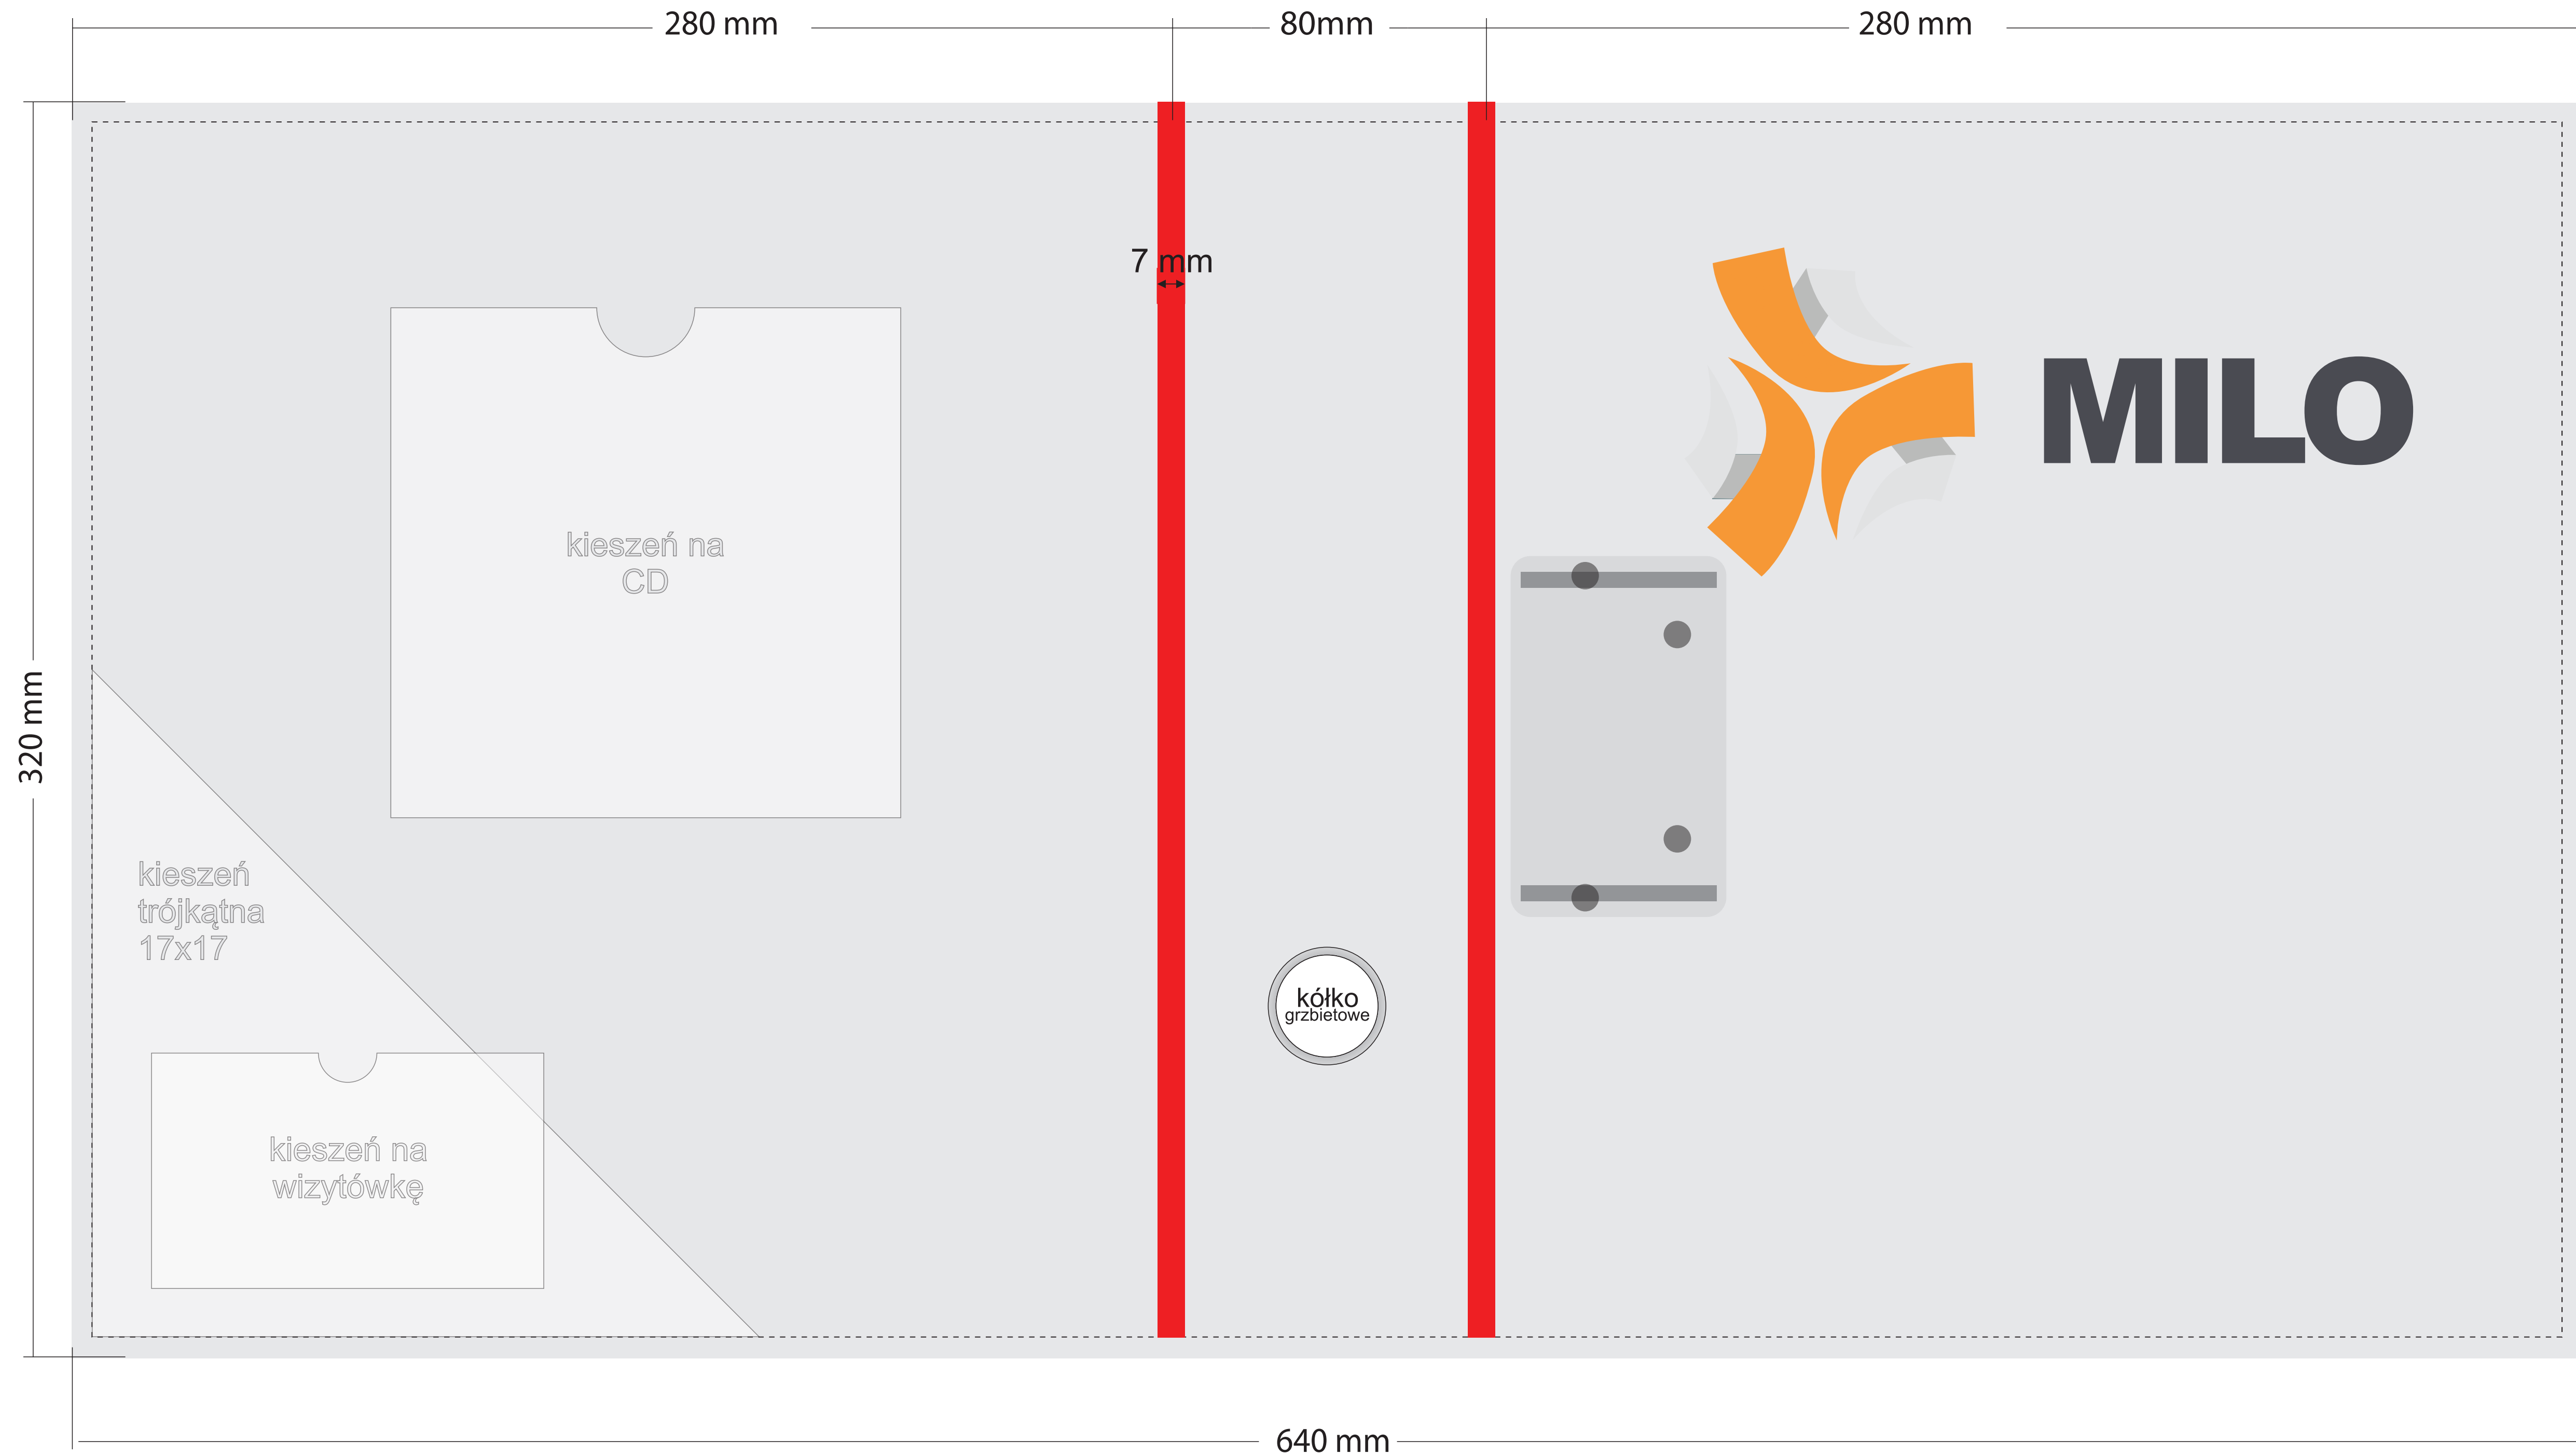 280 mm
80mm
280 mm
7 mm
MILO
kieszeń na
CD
320 mm
kieszeń
trójkątna
17x17
kółko
grzbietowe
kieszeń na
wizytówkę
640 mm